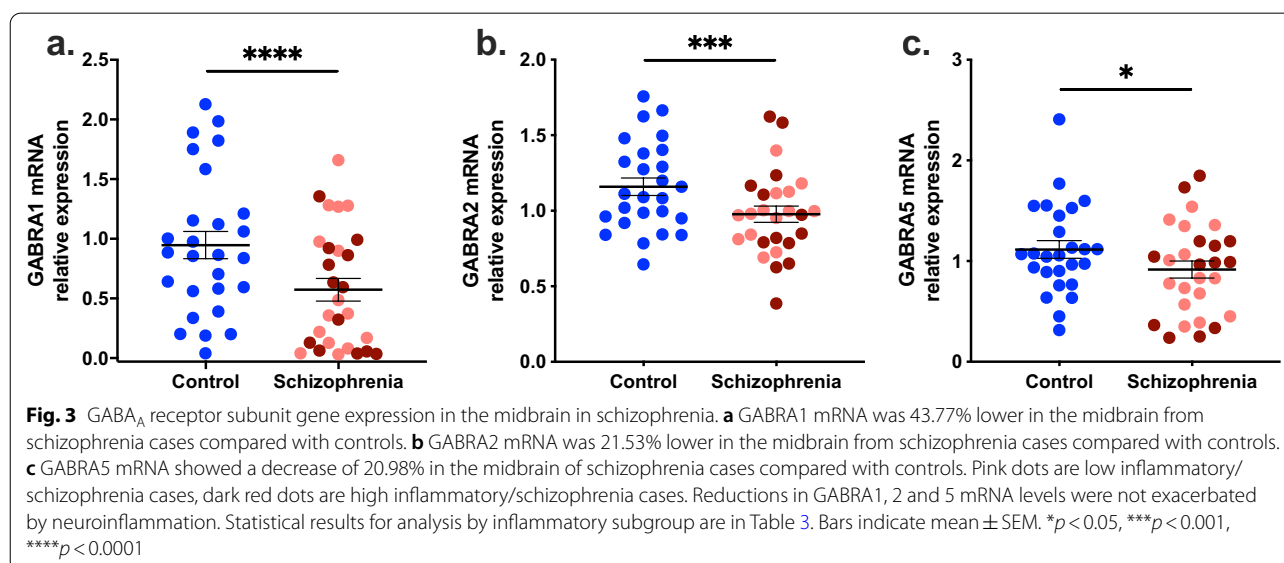 a.
****
2.5
2.0
1.5
1.0
0.5
0.0
GABRA1 mRNA
relative expression
Control Schizophrenia
b.
***
2.0
1.5
1.0
0.5
0.0
GABRA2 mRNA
relative expression
Control Schizophrenia
c.
*
3
2
1
0
GABRA5 mRNA
relative expression
Control Schizophrenia
Fig. 3 GABAA receptor subunit gene expression in the midbrain in schizophrenia. a GABRA1 mRNA was 43.77% lower in the midbrain from
schizophrenia cases compared with controls. b GABRA2 mRNA was 21.53% lower in the midbrain from schizophrenia cases compared with controls.
c GABRA5 mRNA showed a decrease of 20.98% in the midbrain of schizophrenia cases compared with controls. Pink dots are low inflammatory/
schizophrenia cases, dark red dots are high inflammatory/schizophrenia cases. Reductions in GABRA1, 2 and 5 mRNA levels were not exacerbated
by neuroinflammation. Statistical results for analysis by inflammatory subgroup are in Table 3. Bars indicate mean ± SEM. *p < 0.05, ***p < 0.001,
****p < 0.0001